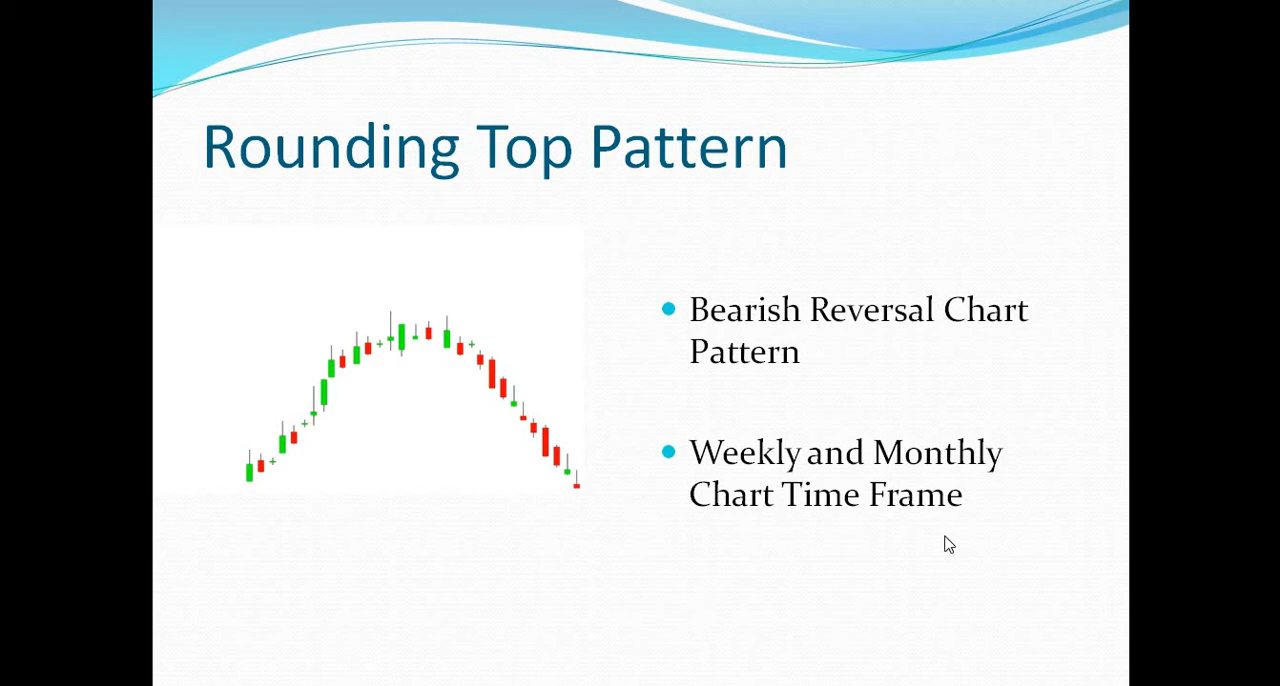 Rounding Top Pattern
Bearish Reversal Chart
Pattern
Weekly and Monthly
Chart Time Frame